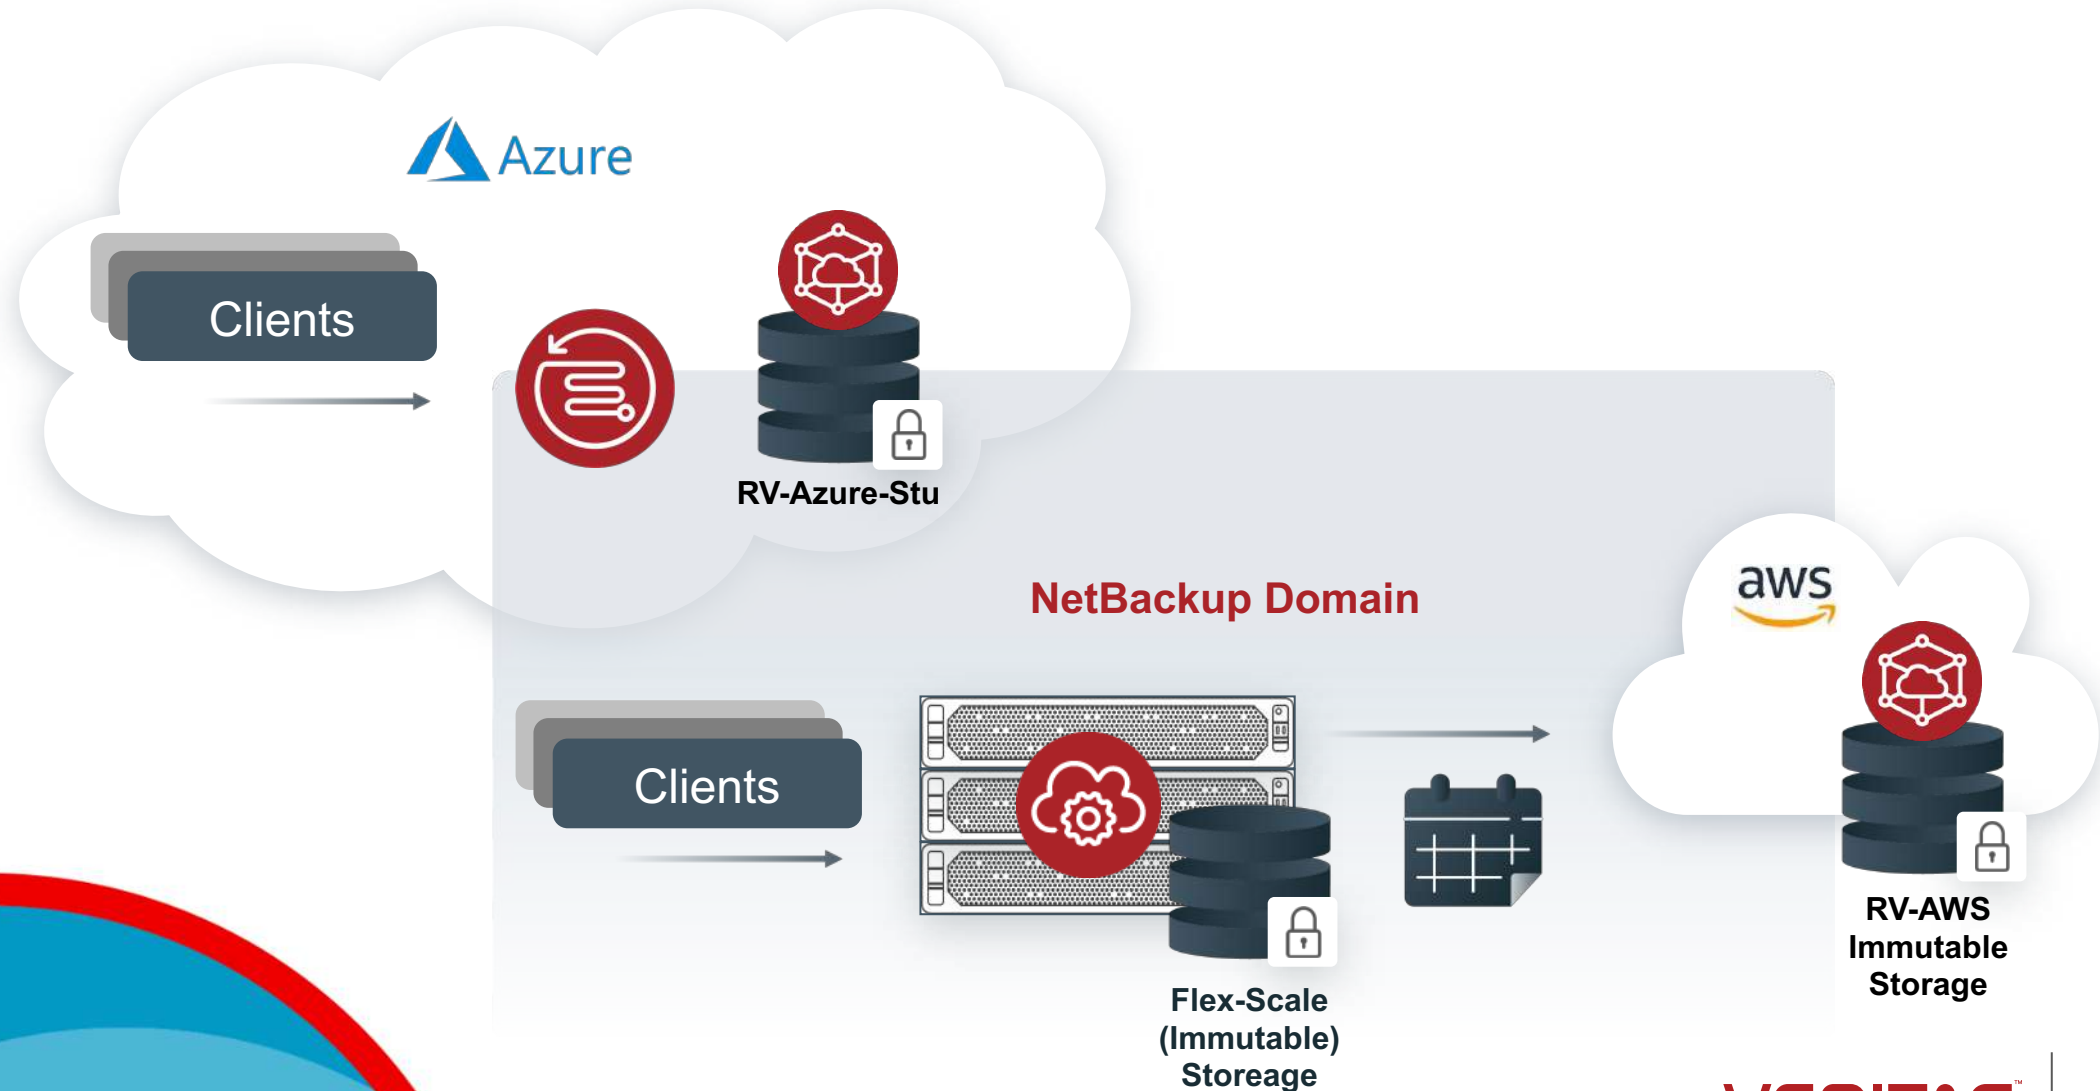 Azure
Clients
RV-Azure-Stu
NetBackup Domain
aws
Clients
RV-AWS
Immutable
Storage
Flex-Scale
(Immutable)
Storeage